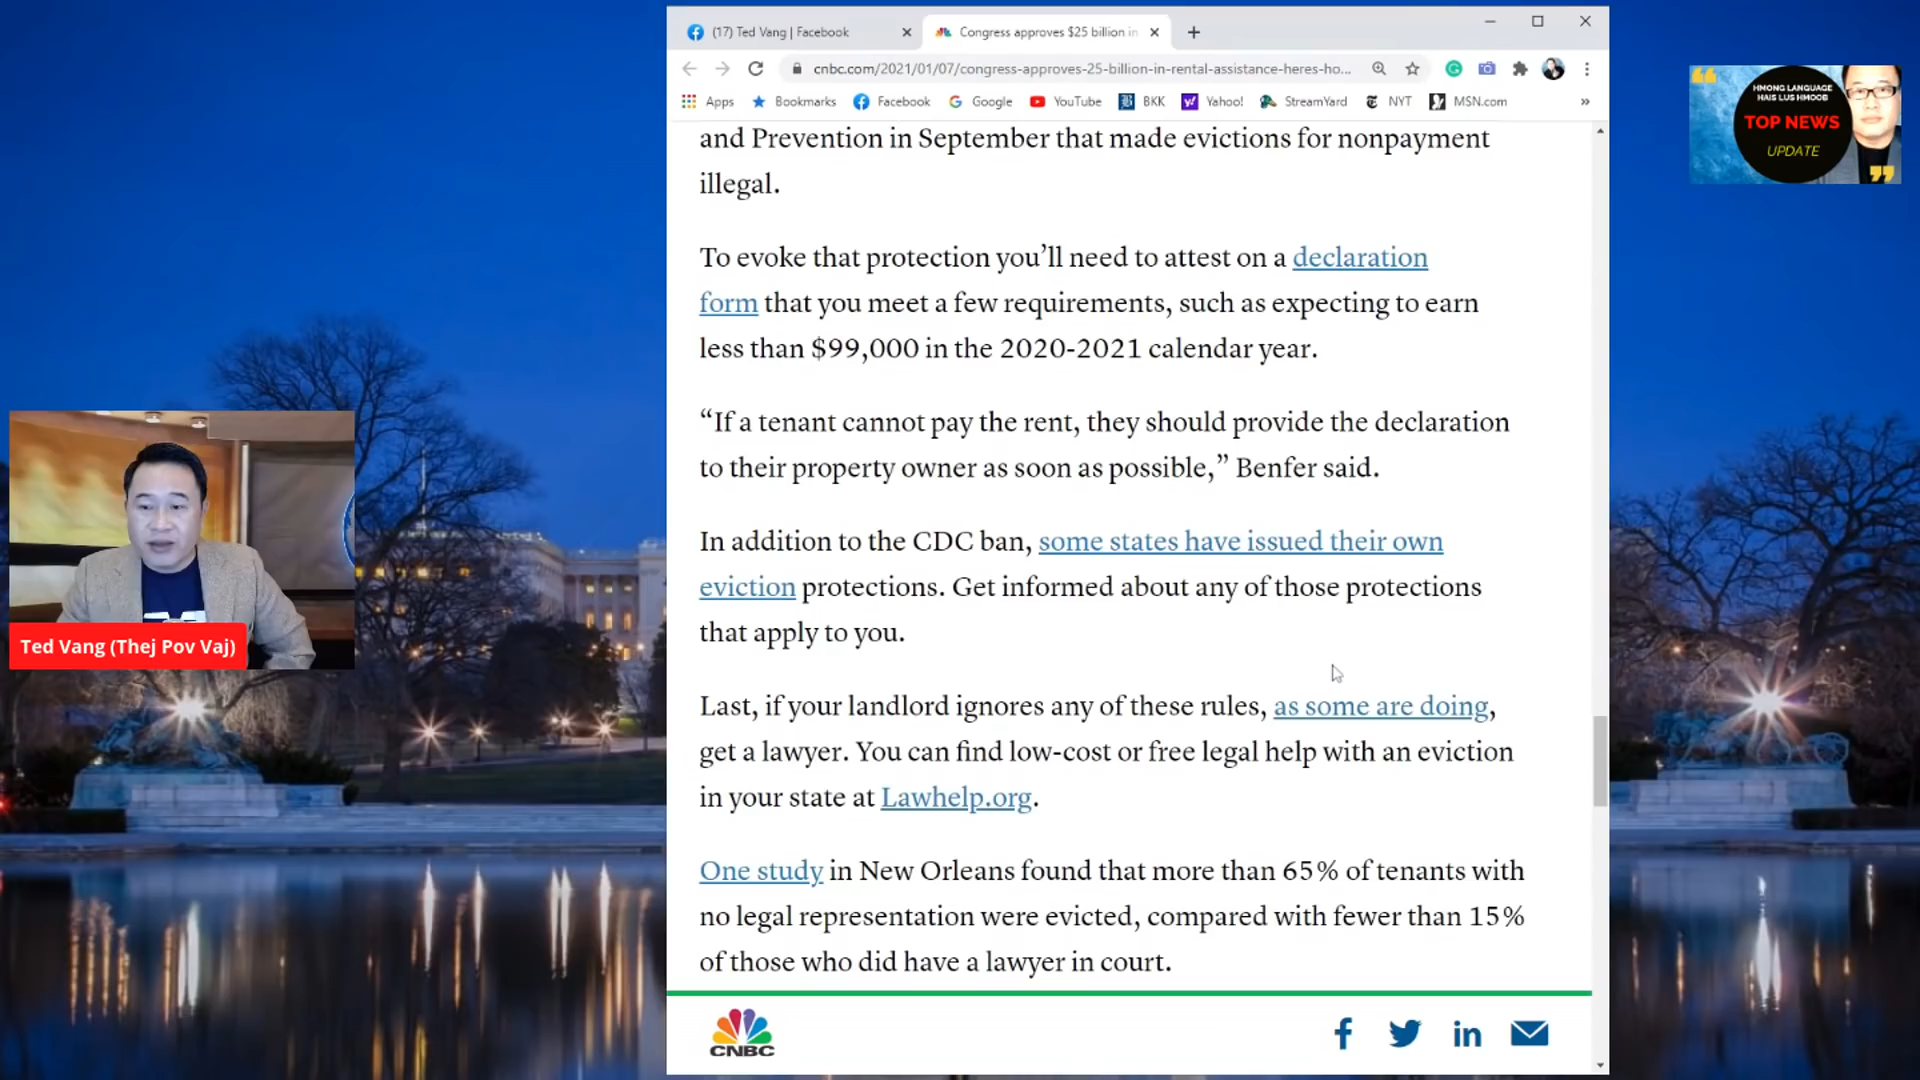 (17) Ted Vang | Facebook
Congress approves $25 billion in
cnbc.com/2021/01/07/congress-approves-25-billion-in-rental-assistance-heres-ho...
Apps
Bookmarks
Facebook
Google
YouTube
BKK
Yahoo!
StreamYard
NYT
MSN.com
and Prevention in September that made evictions for nonpayment
illegal.
To evoke that protection you’ll need to attest on a declaration
form that you meet a few requirements, such as expecting to earn
less than $99,000 in the 2020-2021 calendar year.
“If a tenant cannot pay the rent, they should provide the declaration
to their property owner as soon as possible,” Benfer said.
In addition to the CDC ban, some states have issued their own
eviction protections. Get informed about any of those protections
that apply to you.
Last, if your landlord ignores any of these rules, as some are doing,
get a lawyer. You can find low-cost or free legal help with an eviction
in your state at Lawhelp.org.
One study in New Orleans found that more than 65% of tenants with
no legal representation were evicted, compared with fewer than 15%
of those who did have a lawyer in court.
CNBC
Ted Vang (Thej Pov Vaj)
HMONG LANGUAGE
HAIS LUS HMOOB
TOP NEWS
UPDATE